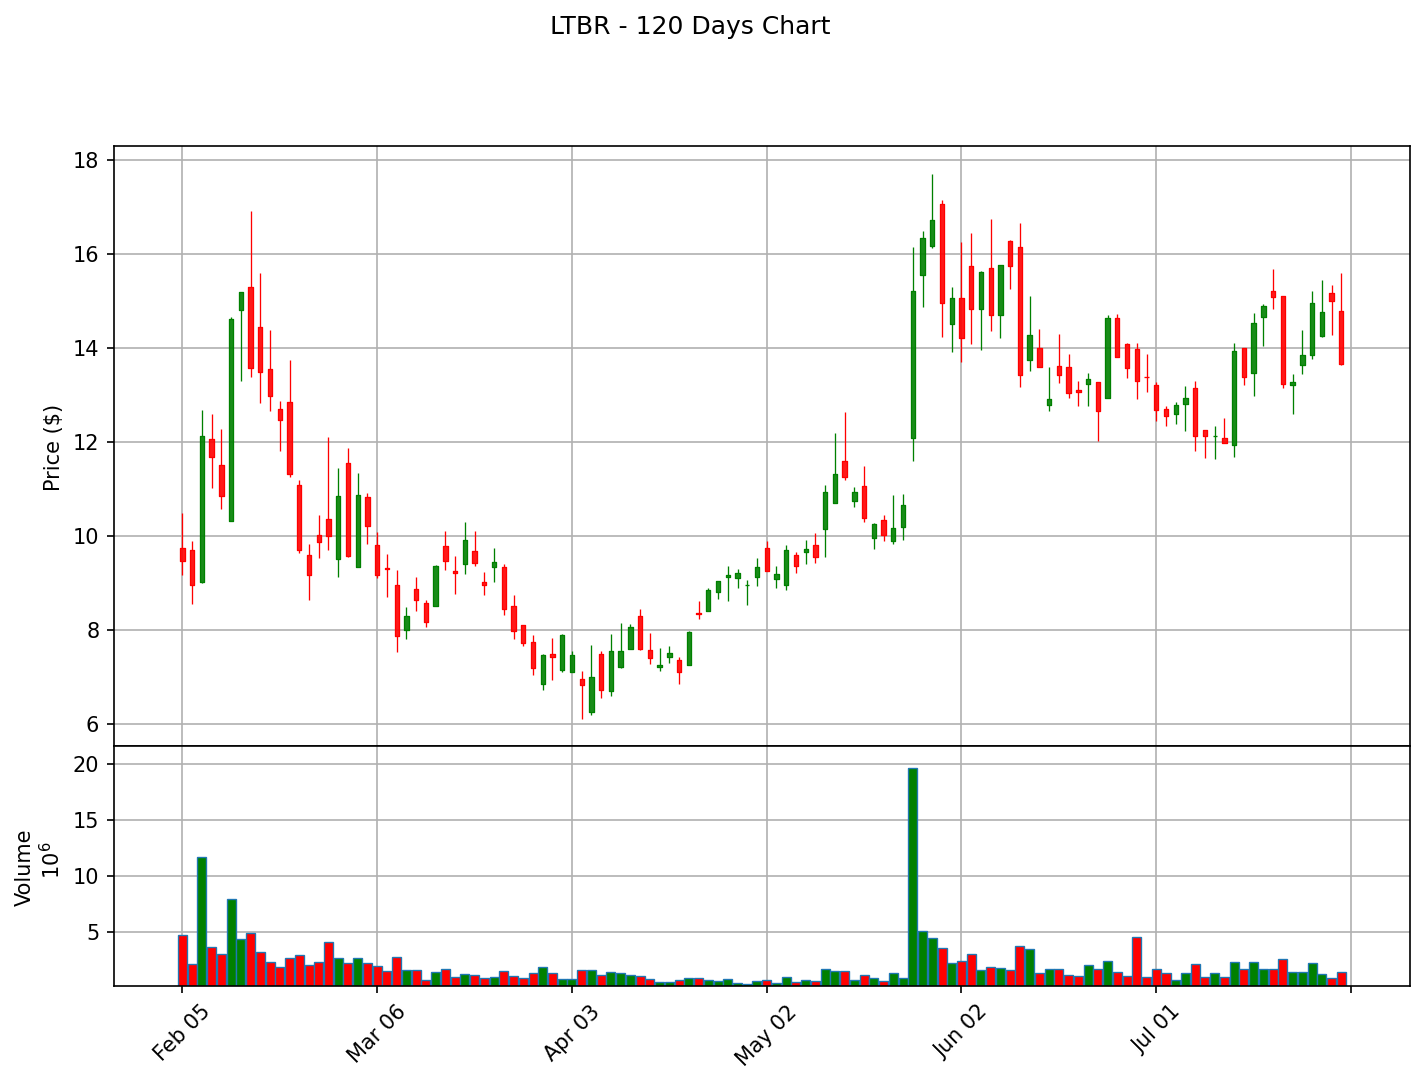 LTBR - 120 Days Chart
Price ($)
18
16
14
12
10
8
6
Volume
10⁶
20
15
10
5
Feb 05
Mar 06
Apr 03
May 02
Jun 02
Jul 01